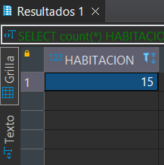 Resultados 1 ×
SELECT count(*) HABITACIO
Grilla
Texto
HABITACION
1
15